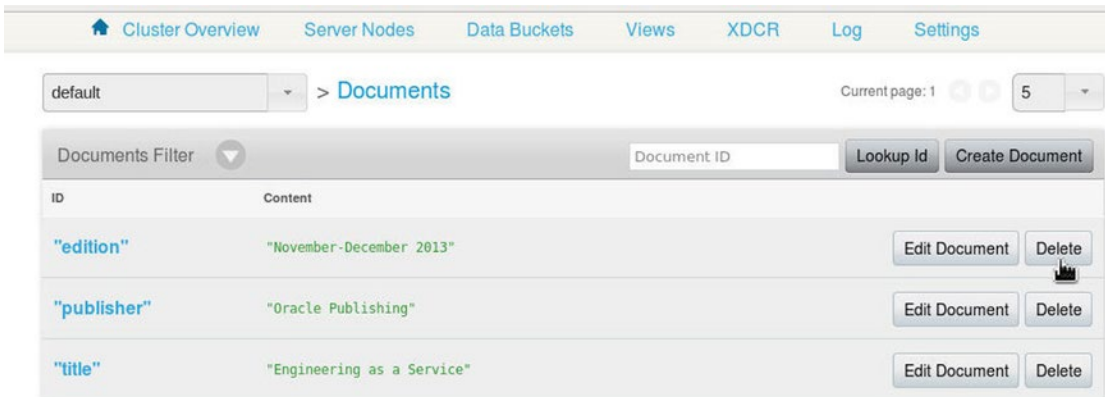 Cluster Overview Server Nodes Data Buckets Views XDCR Log Settings
default > Documents Current page: 1 5
Documents Filter Document ID Lookup Id Create Document
ID Content
"edition" "November-December 2013" Edit Document Delete
"publisher" "Oracle Publishing" Edit Document Delete
"title" "Engineering as a Service" Edit Document Delete